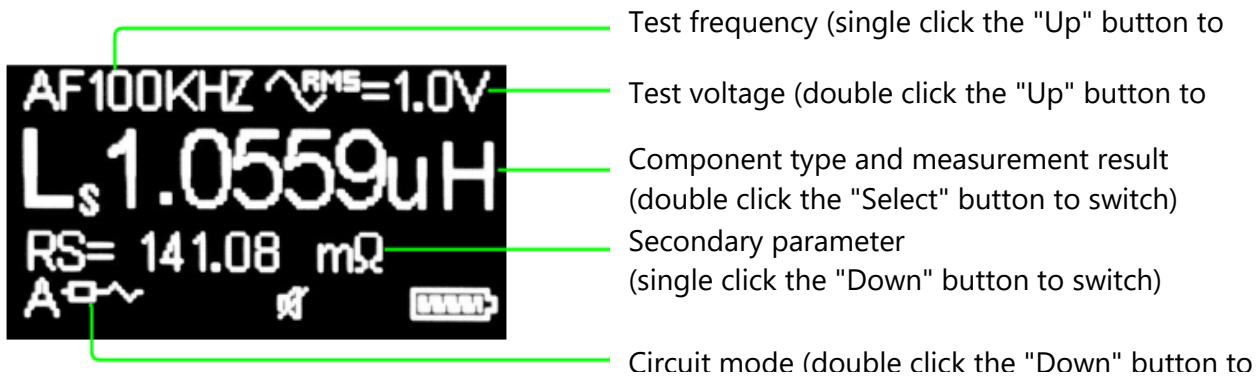 Test frequency (single click the "Up" button to
AF100KHZ RMS=1.0V
Test voltage (double click the "Up" button to
Ls1.0559uH
Component type and measurement result
(double click the "Select" button to switch)
RS= 141.08 mΩ
Secondary parameter
(single click the "Down" button to switch)
A
Circuit mode (double click the "Down" button to